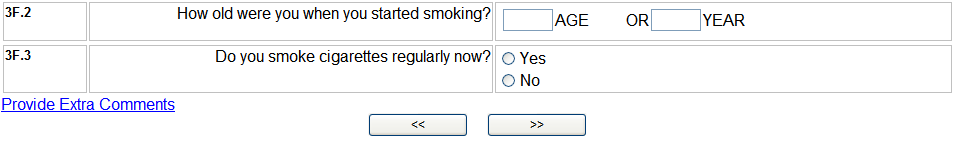 3F.2 How old were you when you started smoking? AGE OR YEAR
3F.3 Do you smoke cigarettes regularly now? Yes
No
Provide Extra Comments
<< >>